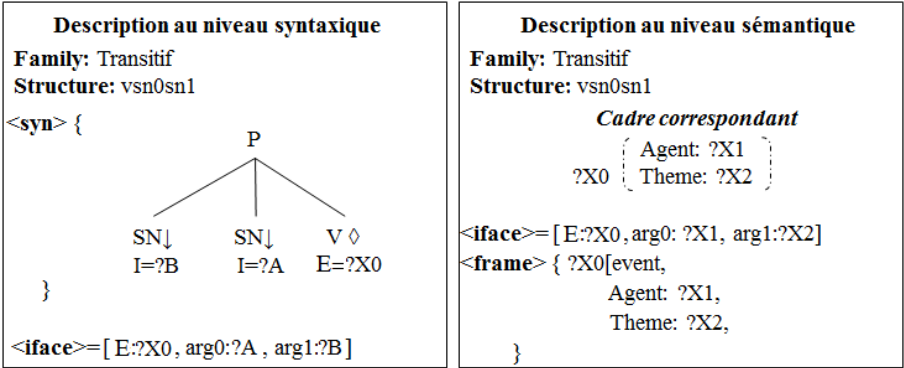 Description au niveau syntaxique
Family: Transitif
Structure: vsn0sn1
<syn> {
P
SN↓ SN↓ V ◊
I=?B I=?A E=?X0
}
<iface>=[ E:?X0 , arg0:?A , arg1:?B ]
Description au niveau sémantique
Family: Transitif
Structure: vsn0sn1
Cadre correspondant
Agent: ?X1
?X0
Theme: ?X2
<iface>=[ E:?X0 , arg0: ?X1, arg1:?X2]
<frame> { ?X0[event,
Agent: ?X1,
Theme: ?X2,
}